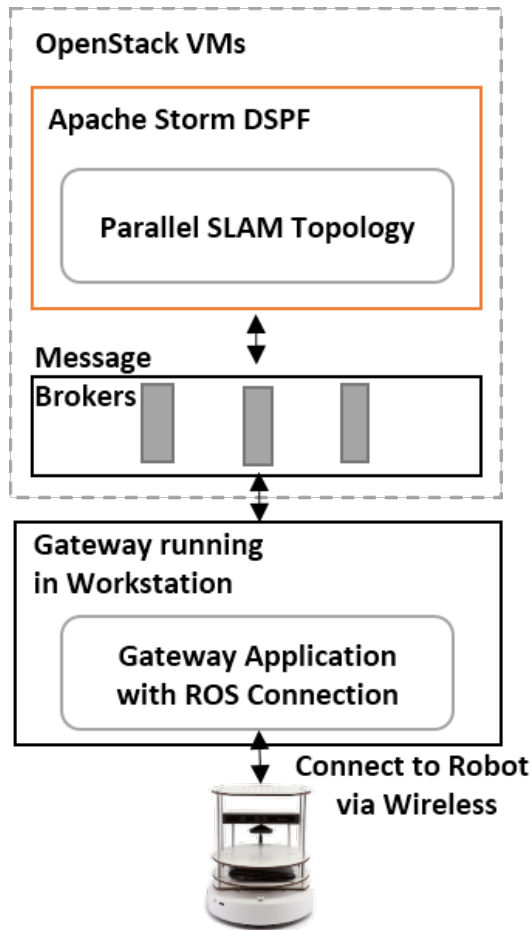 OpenStack VMs
Apache Storm DSPF
Parallel SLAM Topology
Message
Brokers
Gateway running
in Workstation
Gateway Application
with ROS Connection
Connect to Robot
via Wireless